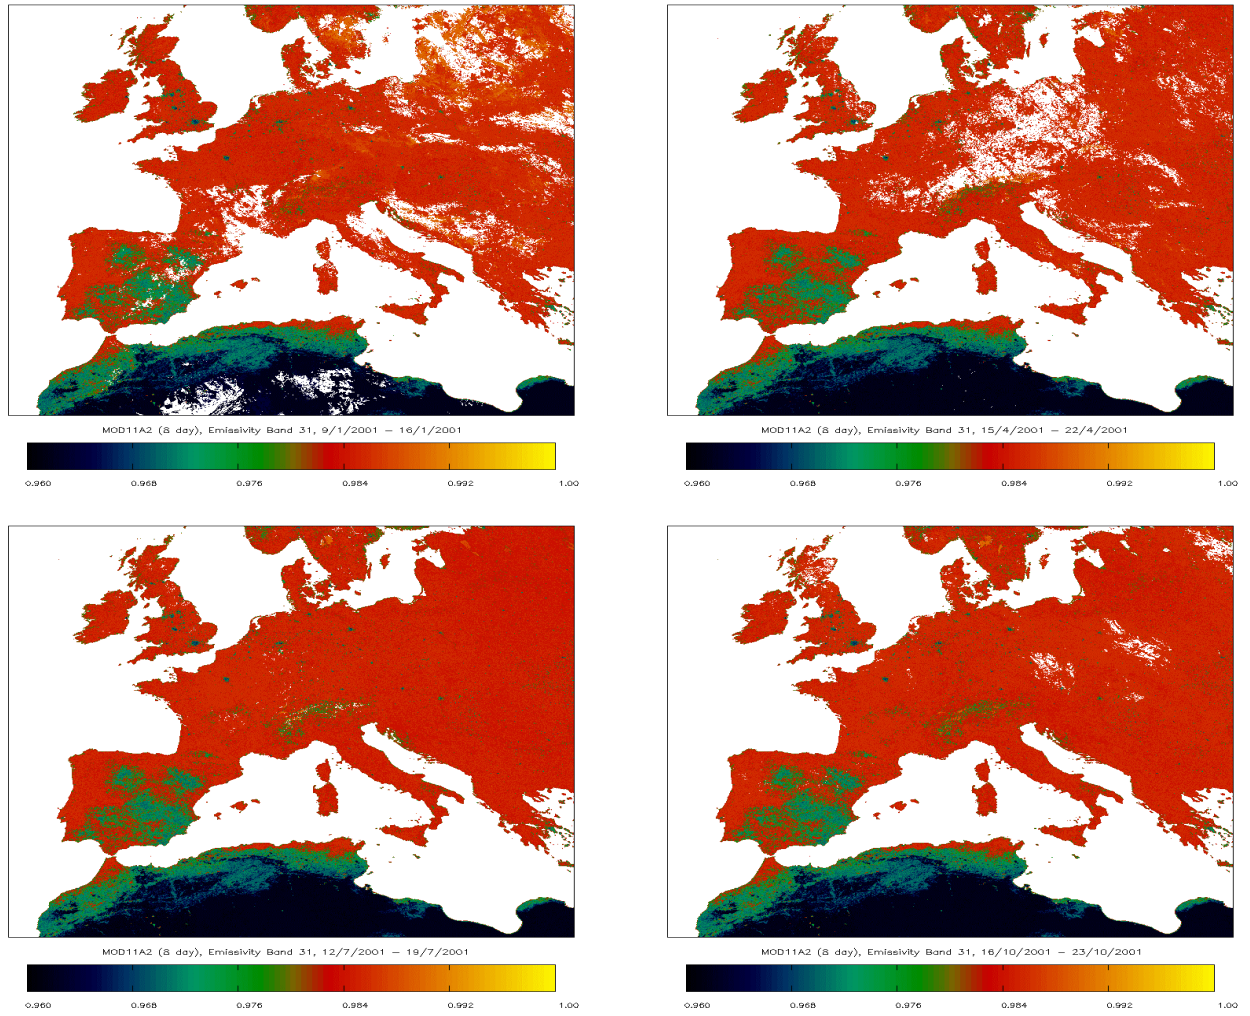 MOD11A2 (8 day), Emissivity Band 31, 9/1/2001 – 16/1/2001
0.960 0.968 0.976 0.984 0.992 1.00
MOD11A2 (8 day), Emissivity Band 31, 15/4/2001 – 22/4/2001
0.960 0.968 0.976 0.984 0.992 1.00
MOD11A2 (8 day), Emissivity Band 31, 12/7/2001 – 19/7/2001
0.960 0.968 0.976 0.984 0.992 1.00
MOD11A2 (8 day), Emissivity Band 31, 16/10/2001 – 23/10/2001
0.960 0.968 0.976 0.984 0.992 1.00